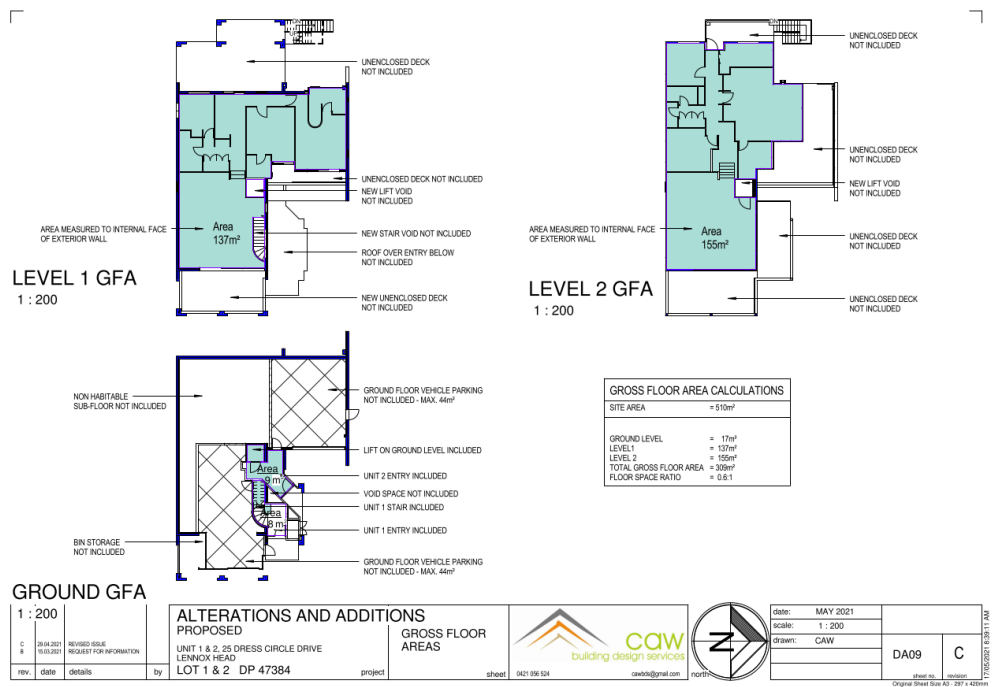 UNENCLOSED DECK
NOT INCLUDED
UNENCLOSED DECK NOT INCLUDED
NEW LIFT VOID
NOT INCLUDED
AREA MEASURED TO INTERNAL FACE
OF EXTERIOR WALL
Area
137m²
NEW STAIR VOID NOT INCLUDED
ROOF OVER ENTRY BELOW
NOT INCLUDED
NEW UNENCLOSED DECK
NOT INCLUDED
LEVEL 1 GFA
1 : 200
UNENCLOSED DECK
NOT INCLUDED
UNENCLOSED DECK
NOT INCLUDED
NEW LIFT VOID
NOT INCLUDED
AREA MEASURED TO INTERNAL FACE
OF EXTERIOR WALL
Area
155m²
UNENCLOSED DECK
NOT INCLUDED
UNENCLOSED DECK
NOT INCLUDED
LEVEL 2 GFA
1 : 200
NON HABITABLE
SUB-FLOOR NOT INCLUDED
GROUND FLOOR VEHICLE PARKING
NOT INCLUDED - MAX. 44m²
LIFT ON GROUND LEVEL INCLUDED
Area
9 m²
UNIT 2 ENTRY INCLUDED
VOID SPACE NOT INCLUDED
UNIT 1 STAIR INCLUDED
Area
8 m²
UNIT 1 ENTRY INCLUDED
BIN STORAGE
NOT INCLUDED
GROUND FLOOR VEHICLE PARKING
NOT INCLUDED - MAX. 44m²
GROUND GFA
1 : 200
GROSS FLOOR AREA CALCULATIONS
SITE AREA = 510m²
GROUND LEVEL = 17m²
LEVEL1 = 137m²
LEVEL 2 = 155m²
TOTAL GROSS FLOOR AREA = 309m²
FLOOR SPACE RATIO = 0.6:1
C 29.04.2021 REVISED ISSUE
B 15.03.2021 REQUEST FOR INFORMATION
rev. date details by
ALTERATIONS AND ADDITIONS
PROPOSED
UNIT 1 & 2, 25 DRESS CIRCLE DRIVE
LENNOX HEAD
LOT 1 & 2 DP 47384
project
GROSS FLOOR
AREAS
sheet
caw
building design services
0421 056 524
cawbds@gmail.com
N
north
date: MAY 2021
scale: 1 : 200
drawn: CAW
DA09
sheet no.
C
revision
Original Sheet Size A3 - 297 x 420mm
17/05/2021 8:39:11 AM